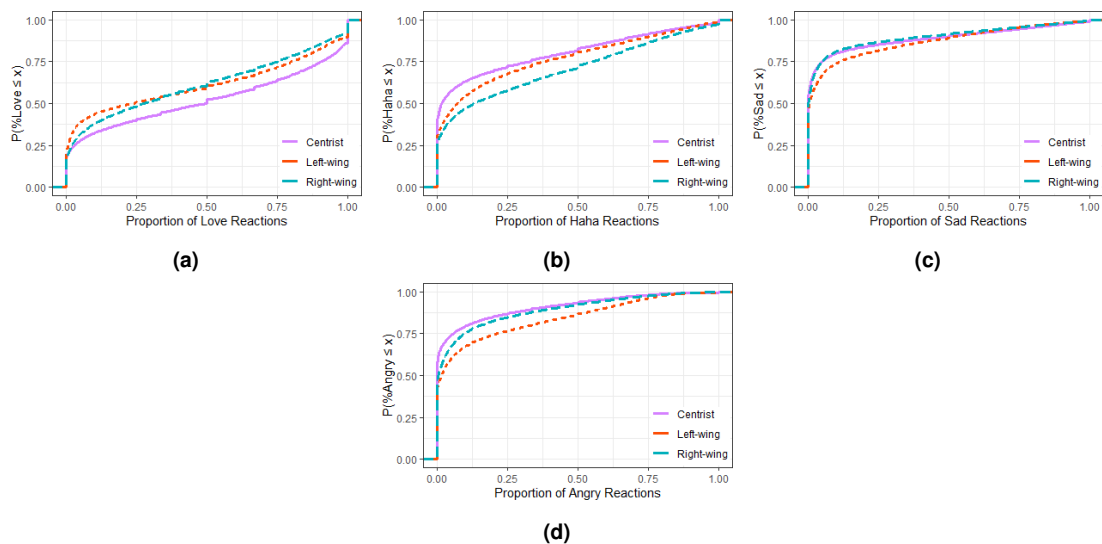 1.00
0.75
0.50
0.25
0.00
P(%Love ≤ x)
Centrist
Left-wing
Right-wing
0.00 0.25 0.50 0.75 1.00
Proportion of Love Reactions
(a)
1.00
0.75
0.50
0.25
0.00
P(%Haha ≤ x)
Centrist
Left-wing
Right-wing
0.00 0.25 0.50 0.75 1.00
Proportion of Haha Reactions
(b)
1.00
0.75
0.50
0.25
0.00
P(%Sad ≤ x)
Centrist
Left-wing
Right-wing
0.00 0.25 0.50 0.75 1.00
Proportion of Sad Reactions
(c)
1.00
0.75
0.50
0.25
0.00
P(%Angry ≤ x)
Centrist
Left-wing
Right-wing
0.00 0.25 0.50 0.75 1.00
Proportion of Angry Reactions
(d)